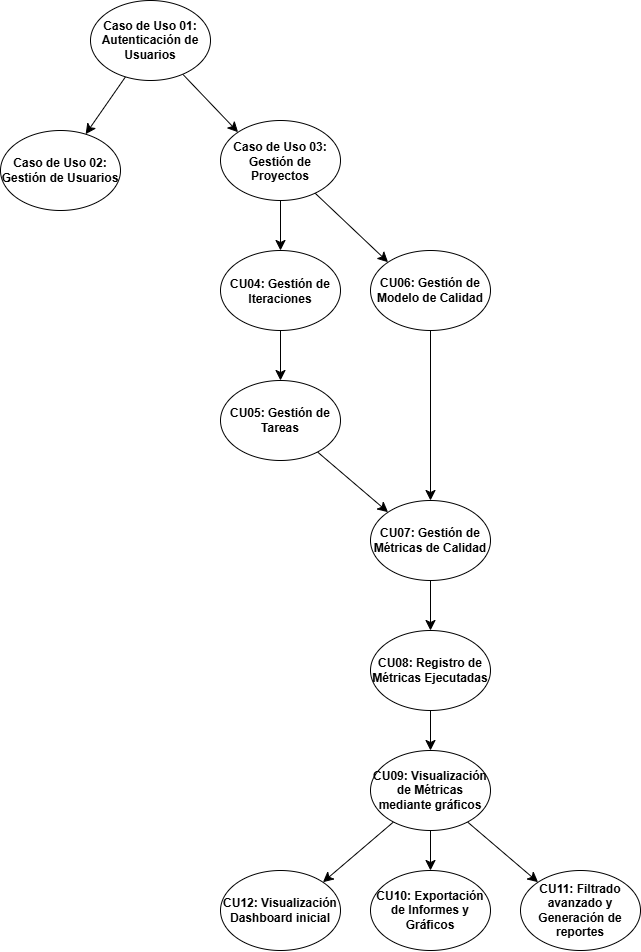 Caso de Uso 01:
Autenticación de
Usuarios
Caso de Uso 02:
Gestión de Usuarios
Caso de Uso 03:
Gestión de
Proyectos
CU04: Gestión de
Iteraciones
CU06: Gestión de
Modelo de Calidad
CU05: Gestión de
Tareas
CU07: Gestión de
Métricas de Calidad
CU08: Registro de
Métricas Ejecutadas
CU09: Visualización
de Métricas
mediante gráficos
CU12: Visualización
Dashboard inicial
CU10: Exportación
de Informes y
Gráficos
CU11: Filtrado
avanzado y
Generación de
reportes